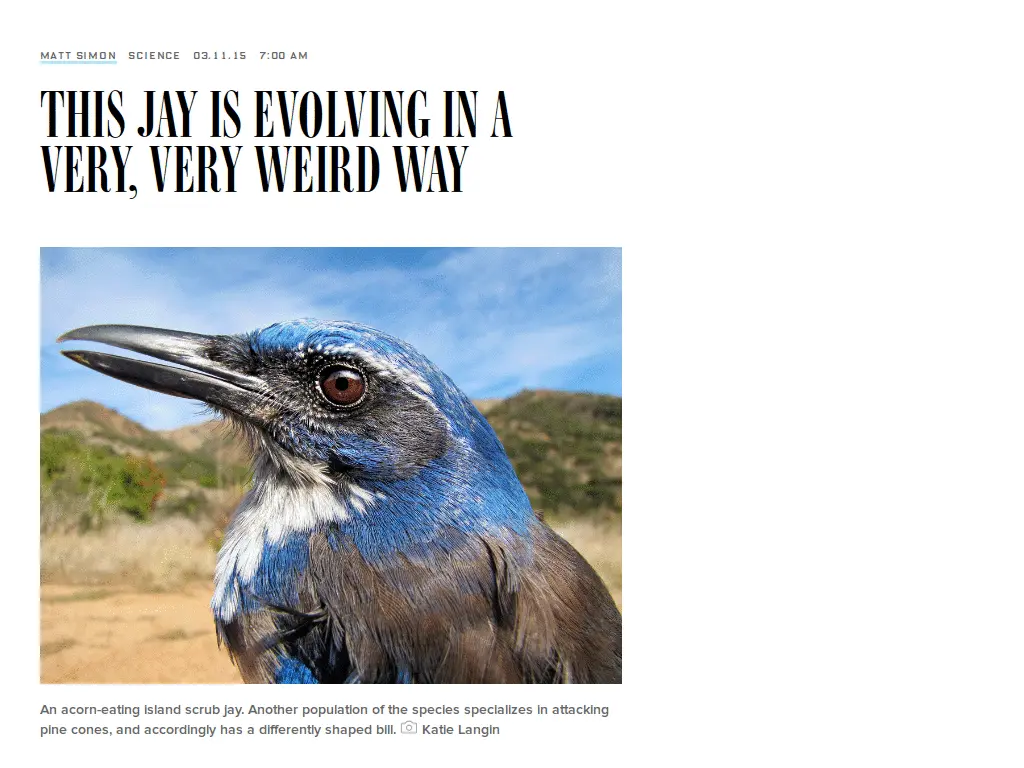 MATT SIMON SCIENCE 03.11.15 7:00 AM
THIS JAY IS EVOLVING IN A
VERY, VERY WEIRD WAY
An acorn-eating island scrub jay. Another population of the species specializes in attacking
pine cones, and accordingly has a differently shaped bill. Katie Langin